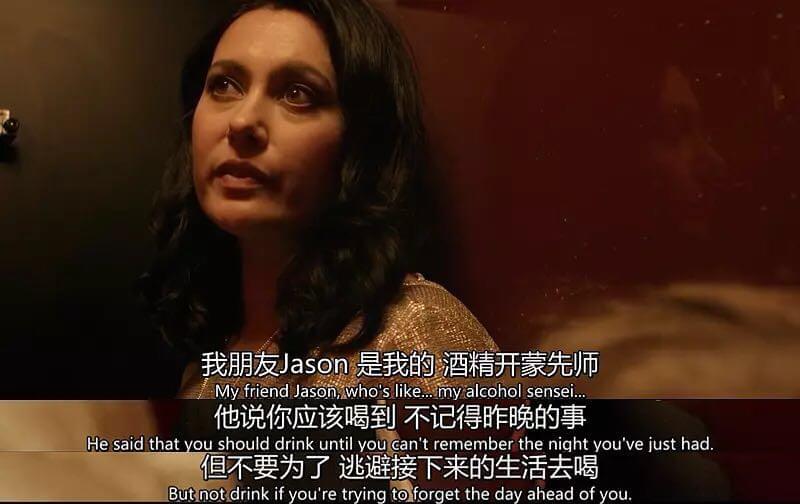 我朋友Jason 是我的 酒精开蒙先师
My friend Jason, who's like... my alcohol sensei...
他说你应该喝到 不记得昨晚的事
He said that you should drink until you can't remember the night you've just had.
但不要为了 逃避接下来的生活去喝
But not drink if you're trying to forget the day ahead of you.